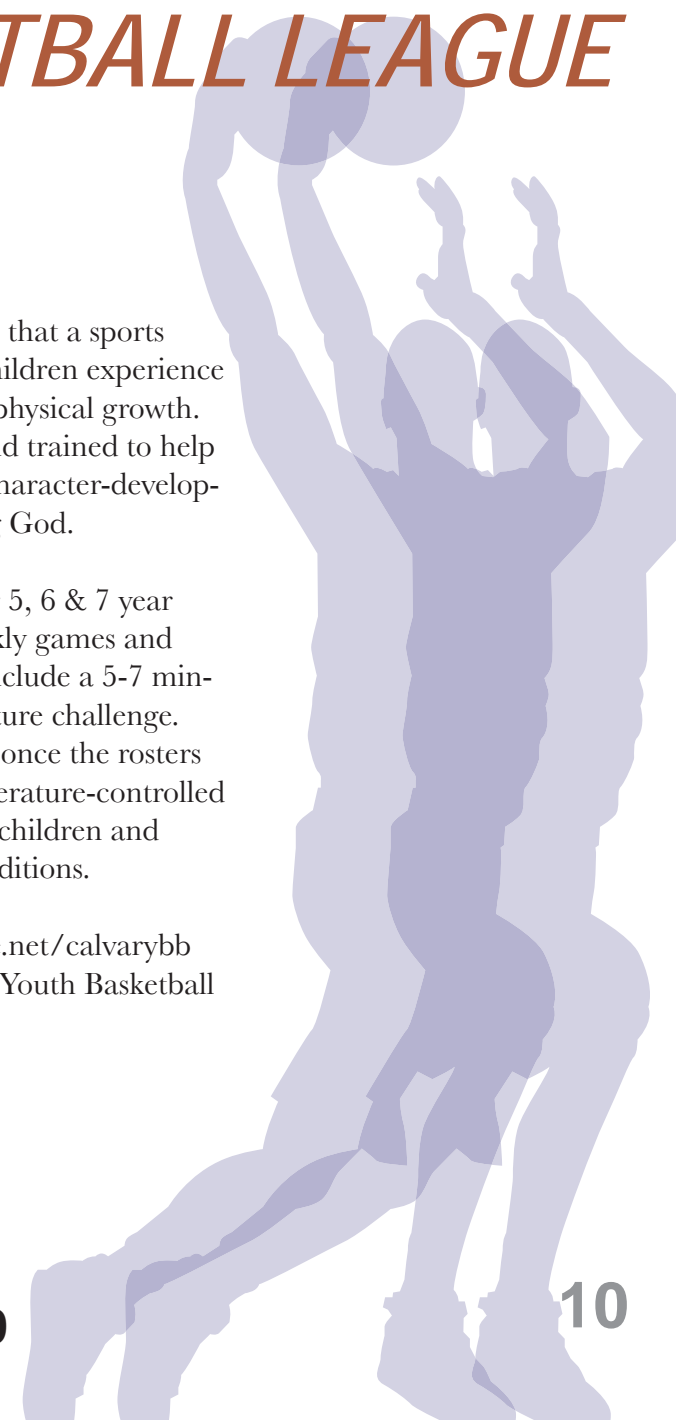 TBALL LEAGUE
that a sports
hildren experience
physical growth.
d trained to help
haracter-develop-
g God.
5, 6 & 7 year
kly games and
nclude a 5-7 min-
ture challenge.
once the rosters
erature-controlled
children and
ditions.
.net/calvarybb
Youth Basketball
10